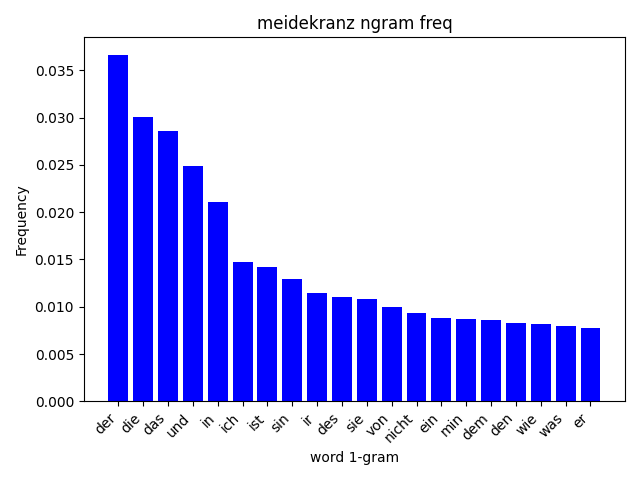 meidekranz ngram freq
0.035
0.030
0.025
0.020
0.015
0.010
0.005
0.000
Frequency
der die das und in ich ist sin ir des sie von nicht ein min dem den wie was er
word 1-gram